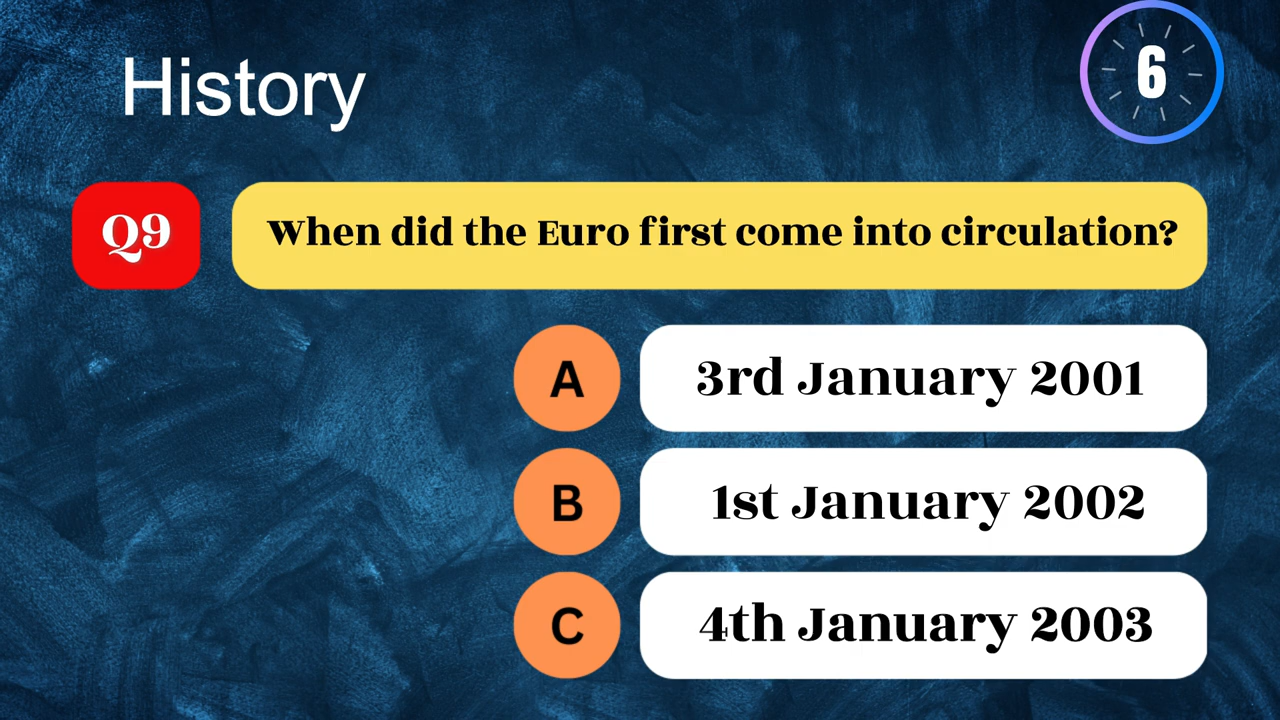 History
6
Q9
When did the Euro first come into circulation?
A
3rd January 2001
B
1st January 2002
C
4th January 2003